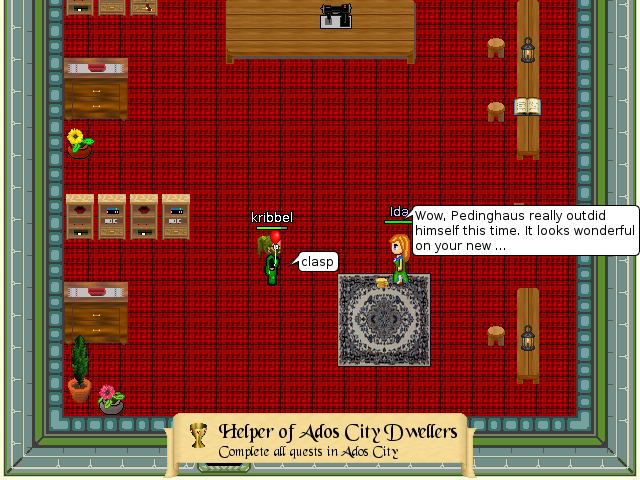 kribbel
Ida
Wow, Pedinghaus really outdid
himself this time. It looks wonderful
on your new ...
clasp
Helper of Ados City Dwellers
Complete all quests in Ados City